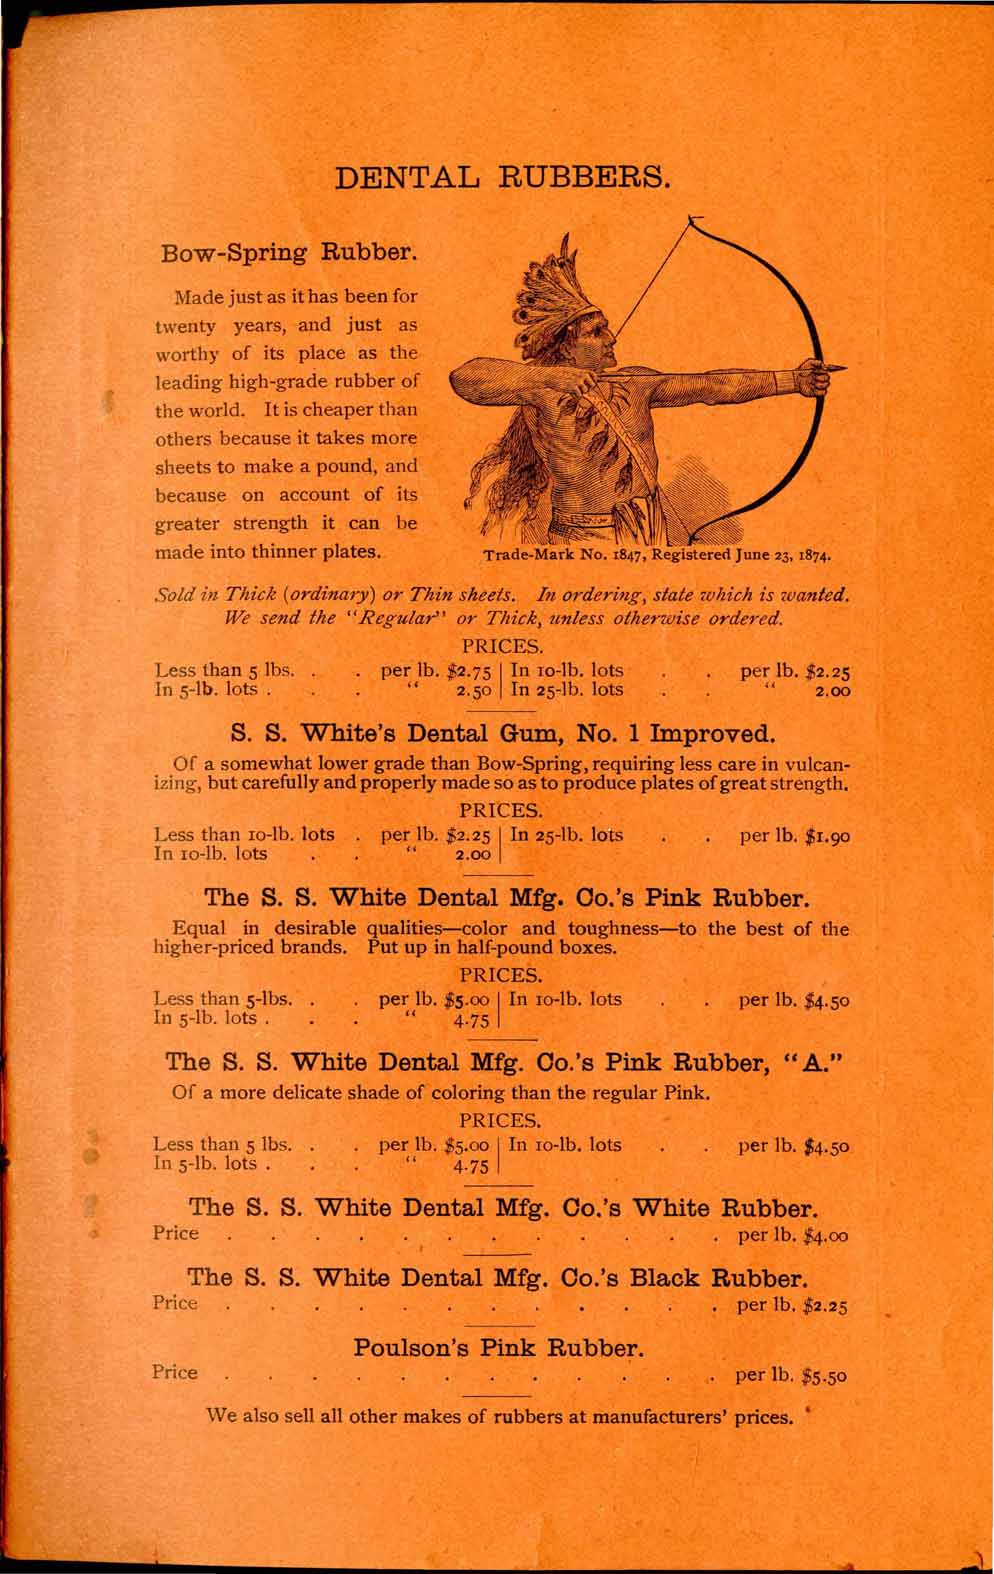 DENTAL RUBBERS.
Bow-Spring Rubber.
Made just as it has been for
twenty years, and just as
worthy of its place as the
leading high-grade rubber of
the world. It is cheaper than
others because it takes more
sheets to make a pound, and
because on account of its
greater strength it can be
made into thinner plates.
Trade-Mark No. 1847, Registered June 23, 1874.
Sold in Thick (ordinary) or Thin sheets. In ordering, state which is wanted.
We send the "Regular" or Thick, unless otherwise ordered.
PRICES.
Less than 5 lbs. . . per lb. $2.75 | In 10-lb. lots . . per lb. $2.25
In 5-lb. lots . . . " 2.50 | In 25-lb. lots . . " 2.00
S. S. White's Dental Gum, No. 1 Improved.
Of a somewhat lower grade than Bow-Spring, requiring less care in vulcan-
izing, but carefully and properly made so as to produce plates of great strength.
PRICES.
Less than 10-lb. lots . per lb. $2.25 | In 25-lb. lots . . per lb. $1.90
In 10-lb. lots . . " 2.00 |
The S. S. White Dental Mfg. Co.'s Pink Rubber.
Equal in desirable qualities—color and toughness—to the best of the
higher-priced brands. Put up in half-pound boxes.
PRICES.
Less than 5-lbs. . . per lb. $5.00 | In 10-lb. lots . . per lb. $4.50
In 5-lb. lots . . . " 4.75 |
The S. S. White Dental Mfg. Co.'s Pink Rubber, "A."
Of a more delicate shade of coloring than the regular Pink.
PRICES.
Less than 5 lbs. . . per lb. $5.00 | In 10-lb. lots . . per lb. $4.50
In 5-lb. lots . . . " 4.75 |
The S. S. White Dental Mfg. Co.'s White Rubber.
Price . . . . . . . . . . . . per lb. $4.00
The S. S. White Dental Mfg. Co.'s Black Rubber.
Price . . . . . . . . . . . . per lb. $2.25
Poulson's Pink Rubber.
Price . . . . . . . . . . . . per lb. $5.50
We also sell all other makes of rubbers at manufacturers' prices.